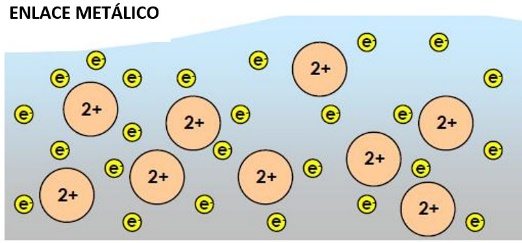 ENLACE METÁLICO
e- e-
e- e- 2+
e- e- e- e-
e- 2+ e- e- e-
e- 2+ 2+
e- e- e-
e- 2+ e- e-
2+ 2+
e- 2+ e- e- 2+
e- e- e-